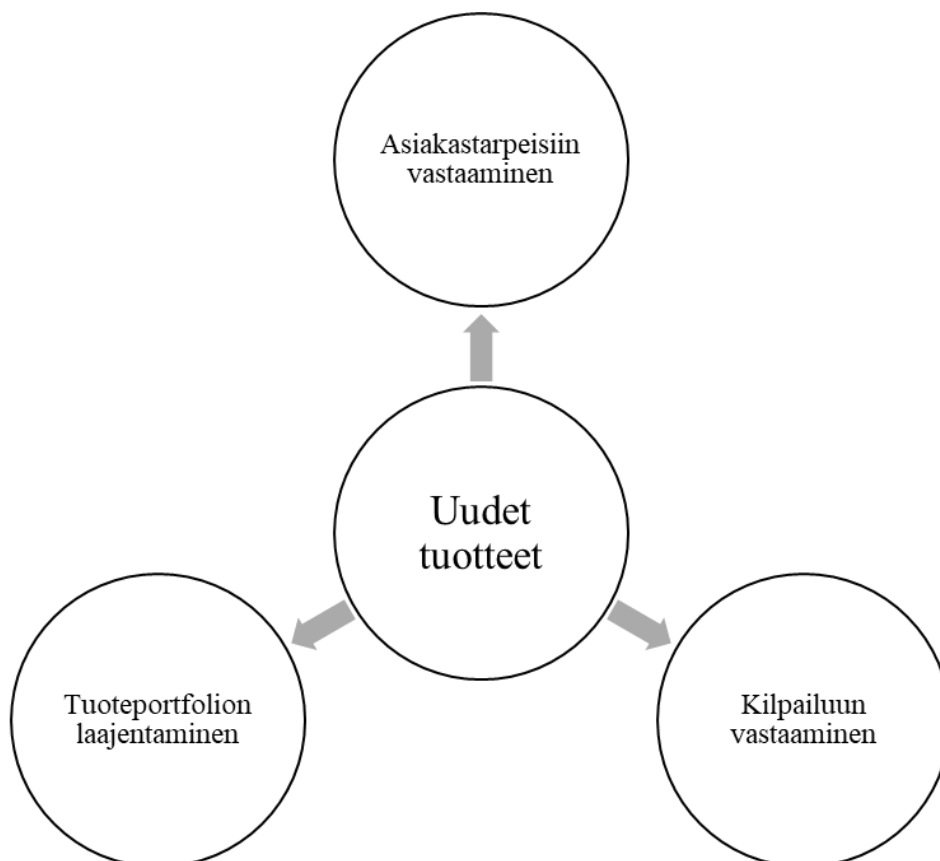 Asiakastarpeisiin
vastaaminen
Uudet
tuotteet
Tuoteportfolion
laajentaminen
Kilpailuun
vastaaminen